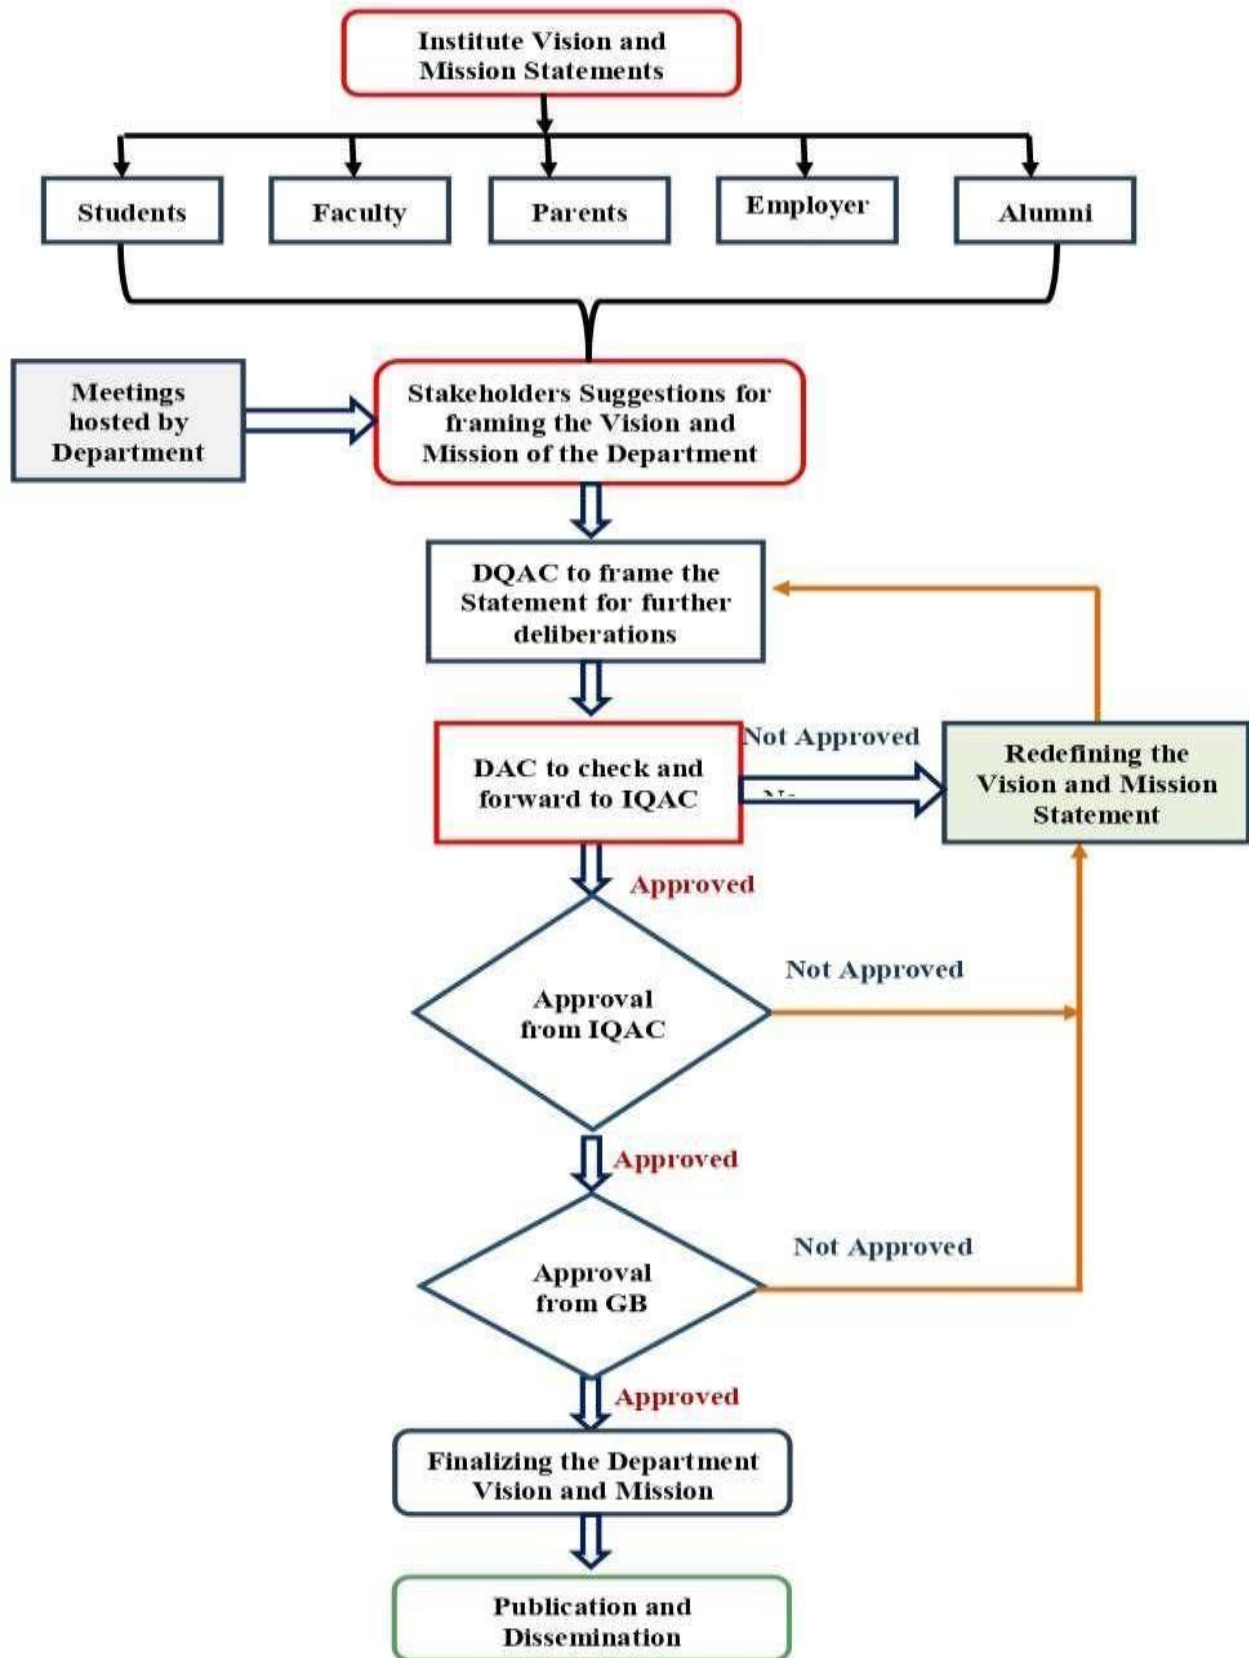 Institute Vision and
Mission Statements
Students
Faculty
Parents
Employer
Alumni
Meetings
hosted by
Department
Stakeholders Suggestions for
framing the Vision and
Mission of the Department
DQAC to frame the
Statement for further
deliberations
DAC to check and
forward to IQAC
Not Approved
Redefining the
Vision and Mission
Statement
Approved
Approval
from IQAC
Not Approved
Approved
Approval
from GB
Not Approved
Approved
Finalizing the Department
Vision and Mission
Publication and
Dissemination